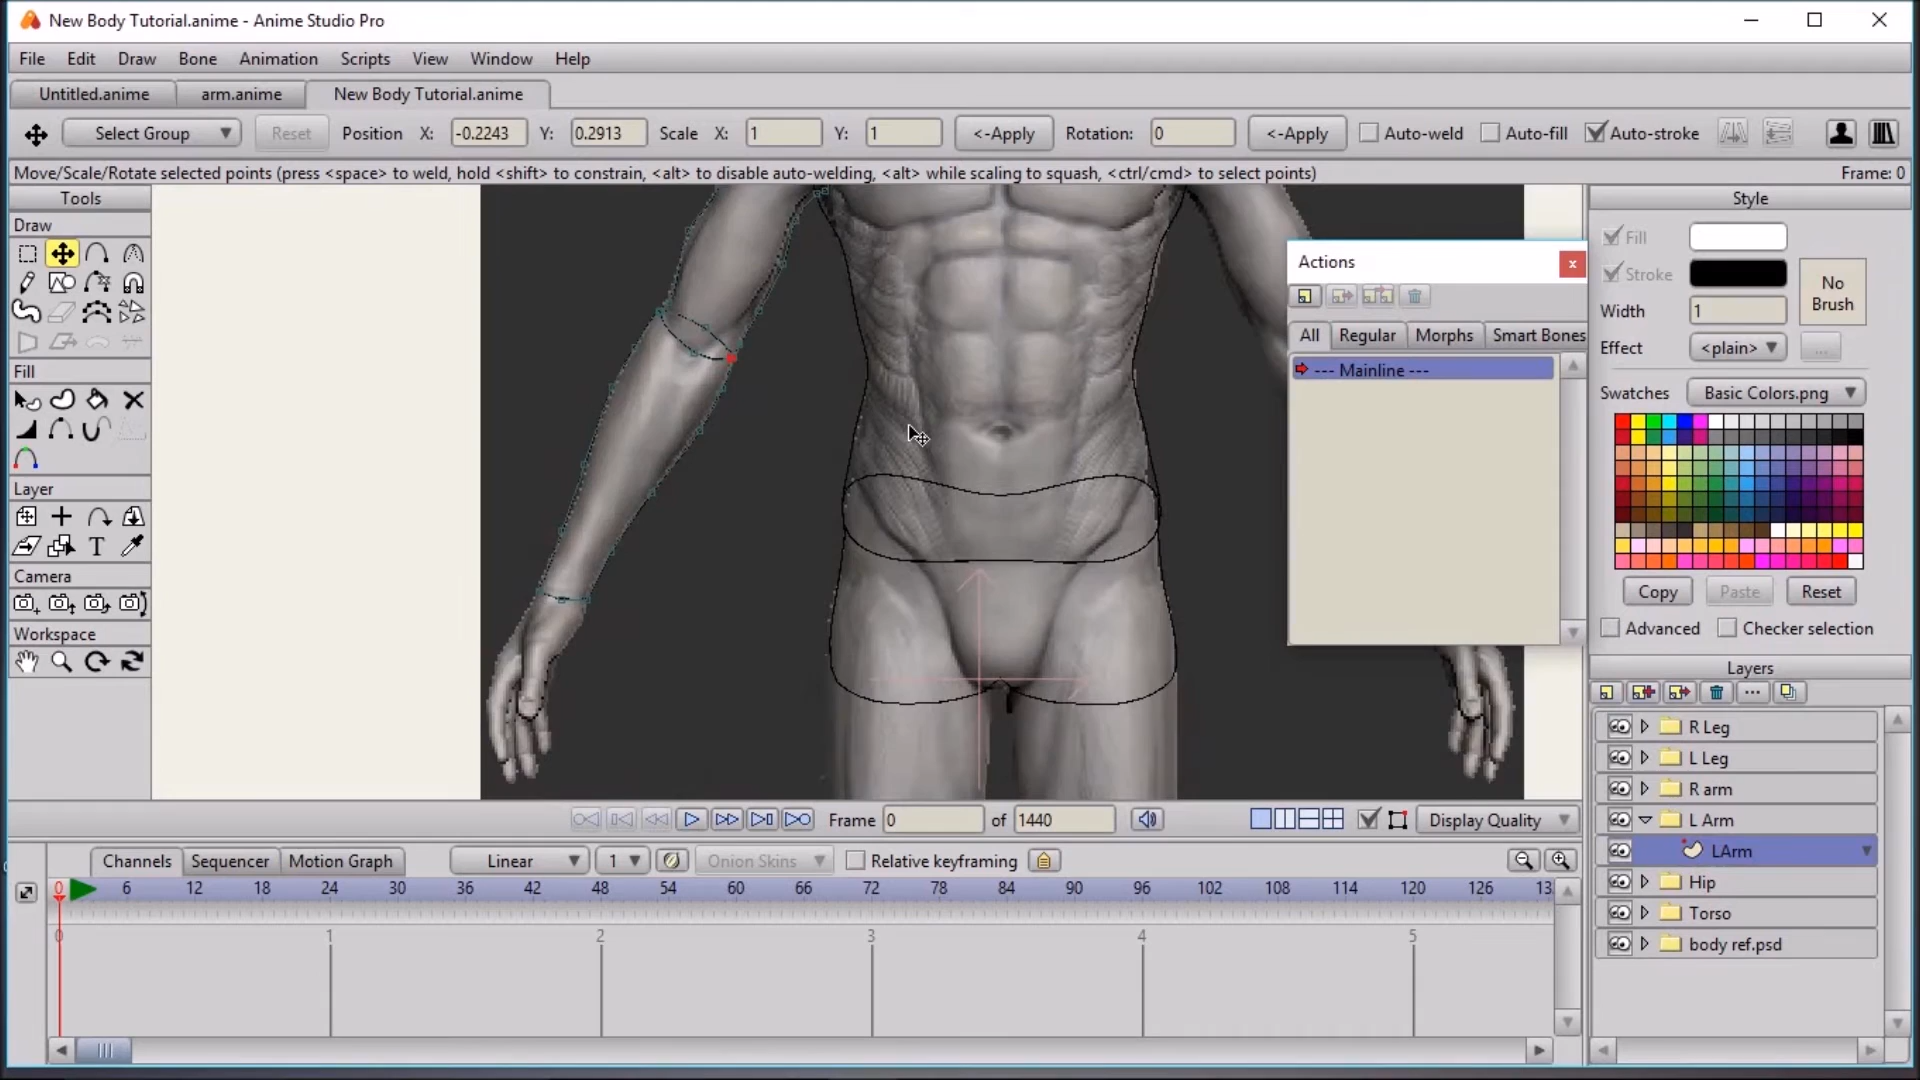 New Body Tutorial.anime - Anime Studio Pro
File Edit Draw Bone Animation Scripts View Window Help
Untitled.anime arm.anime New Body Tutorial.anime
Select Group Reset Position X: -0.2243 Y: 0.2913 Scale X: 1 Y: 1 <-Apply Rotation: 0 <-Apply Auto-weld Auto-fill Auto-stroke
Move/Scale/Rotate selected points (press <space> to weld, hold <shift> to constrain, <alt> to disable auto-welding, <alt> while scaling to squash, <ctrl/cmd> to select points) Frame: 0
Tools
Draw
Fill
Layer
T
Camera
Workspace
Actions
x
All Regular Morphs Smart Bones
--- Mainline ---
Style
Fill
Stroke
No
Brush
Width 1
Effect <plain> ...
Swatches Basic Colors.png
Copy Paste Reset
Advanced Checker selection
Layers
R Leg
L Leg
R arm
L Arm
LArm
Hip
Torso
body ref.psd
Frame 0 of 1440 Display Quality
Channels Sequencer Motion Graph Linear 1 Onion Skins Relative keyframing
0 6 12 18 24 30 36 42 48 54 60 66 72 78 84 90 96 102 108 114 120 126
0 1 2 3 4 5